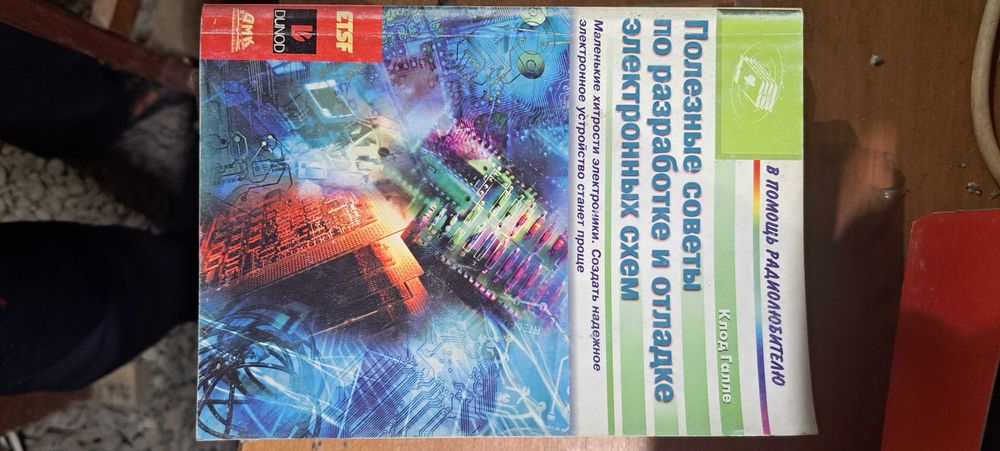 В ПОМОЩЬ РАДИОЛЮБИТЕЛЮ
Клод Галле
Полезные советы
по разработке и отладке
электронных схем
Маленькие хитрости электроники. Создать надежное
электронное устройство станет проще
ДМК
DUNOD
ETSF